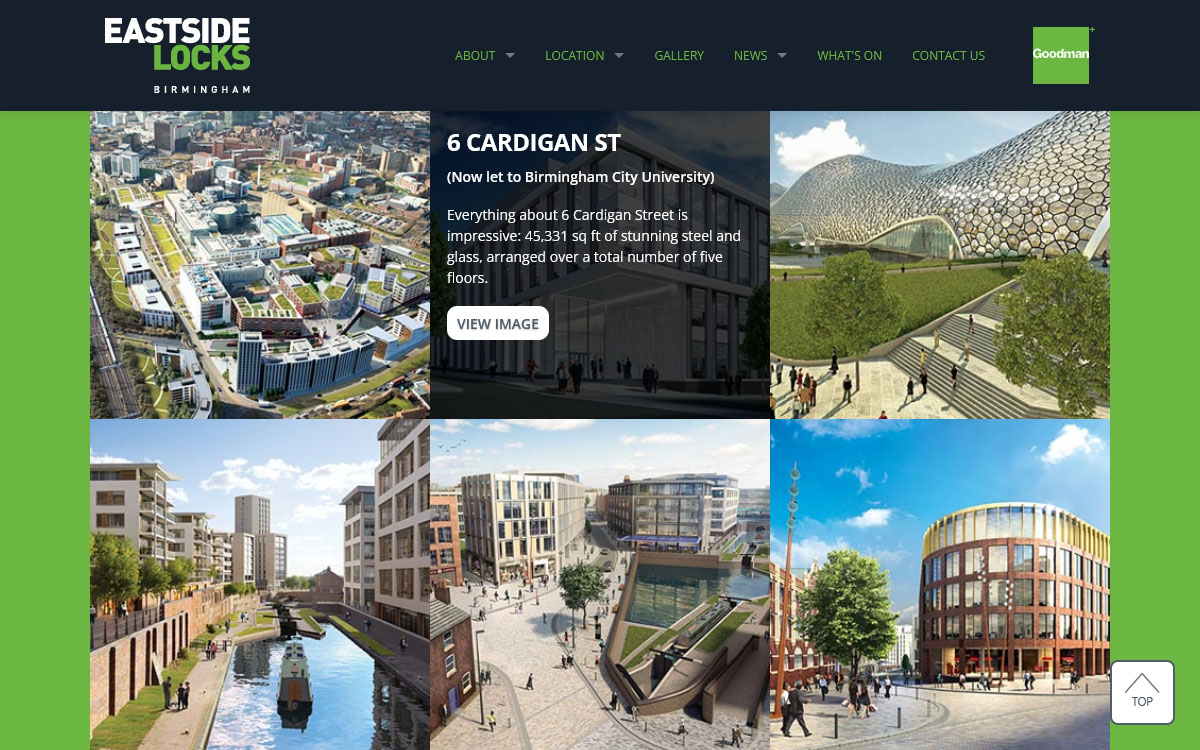 EASTSIDE
LOCKS
BIRMINGHAM
ABOUT
LOCATION
GALLERY
NEWS
WHAT'S ON
CONTACT US
Goodman
+
6 CARDIGAN ST
(Now let to Birmingham City University)
Everything about 6 Cardigan Street is
impressive: 45,331 sq ft of stunning steel and
glass, arranged over a total number of five
floors.
VIEW IMAGE
TOP